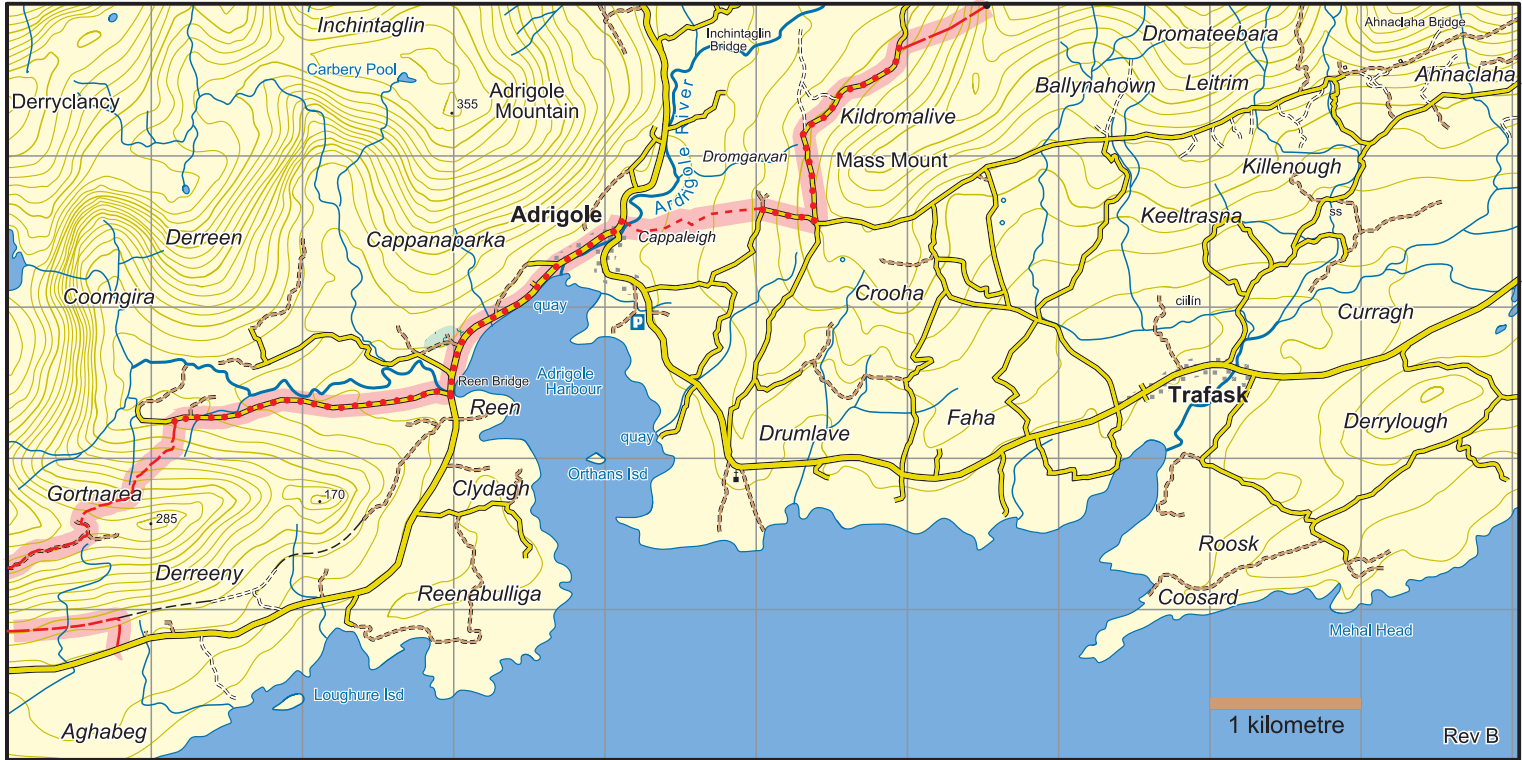 Inchintaglin
Inchintaglin
Bridge
Ahnaclaha Bridge
Dromateebara
Carbery Pool
Ballynahown
Leitrim
Ahnaclaha
Derryclancy
355
Adrigole
Mountain
Adrigole River
Kildromalive
Dromgarvan
Mass Mount
Killenough
Adrigole
Keeltrasna
ss
Derreen
Cappanaparka
Cappaleigh
Coomgira
quay
Crooha
ciilín
Curragh
P
Reen Bridge
Adrigole
Harbour
Reen
Trafask
quay
Drumlave
Faha
Derrylough
Orthans Isd
Gortnarea
170
Clydagh
285
Roosk
Derreeny
Reenabulliga
Coosard
Mehal Head
Loughure Isd
Aghabeg
1 kilometre
Rev B